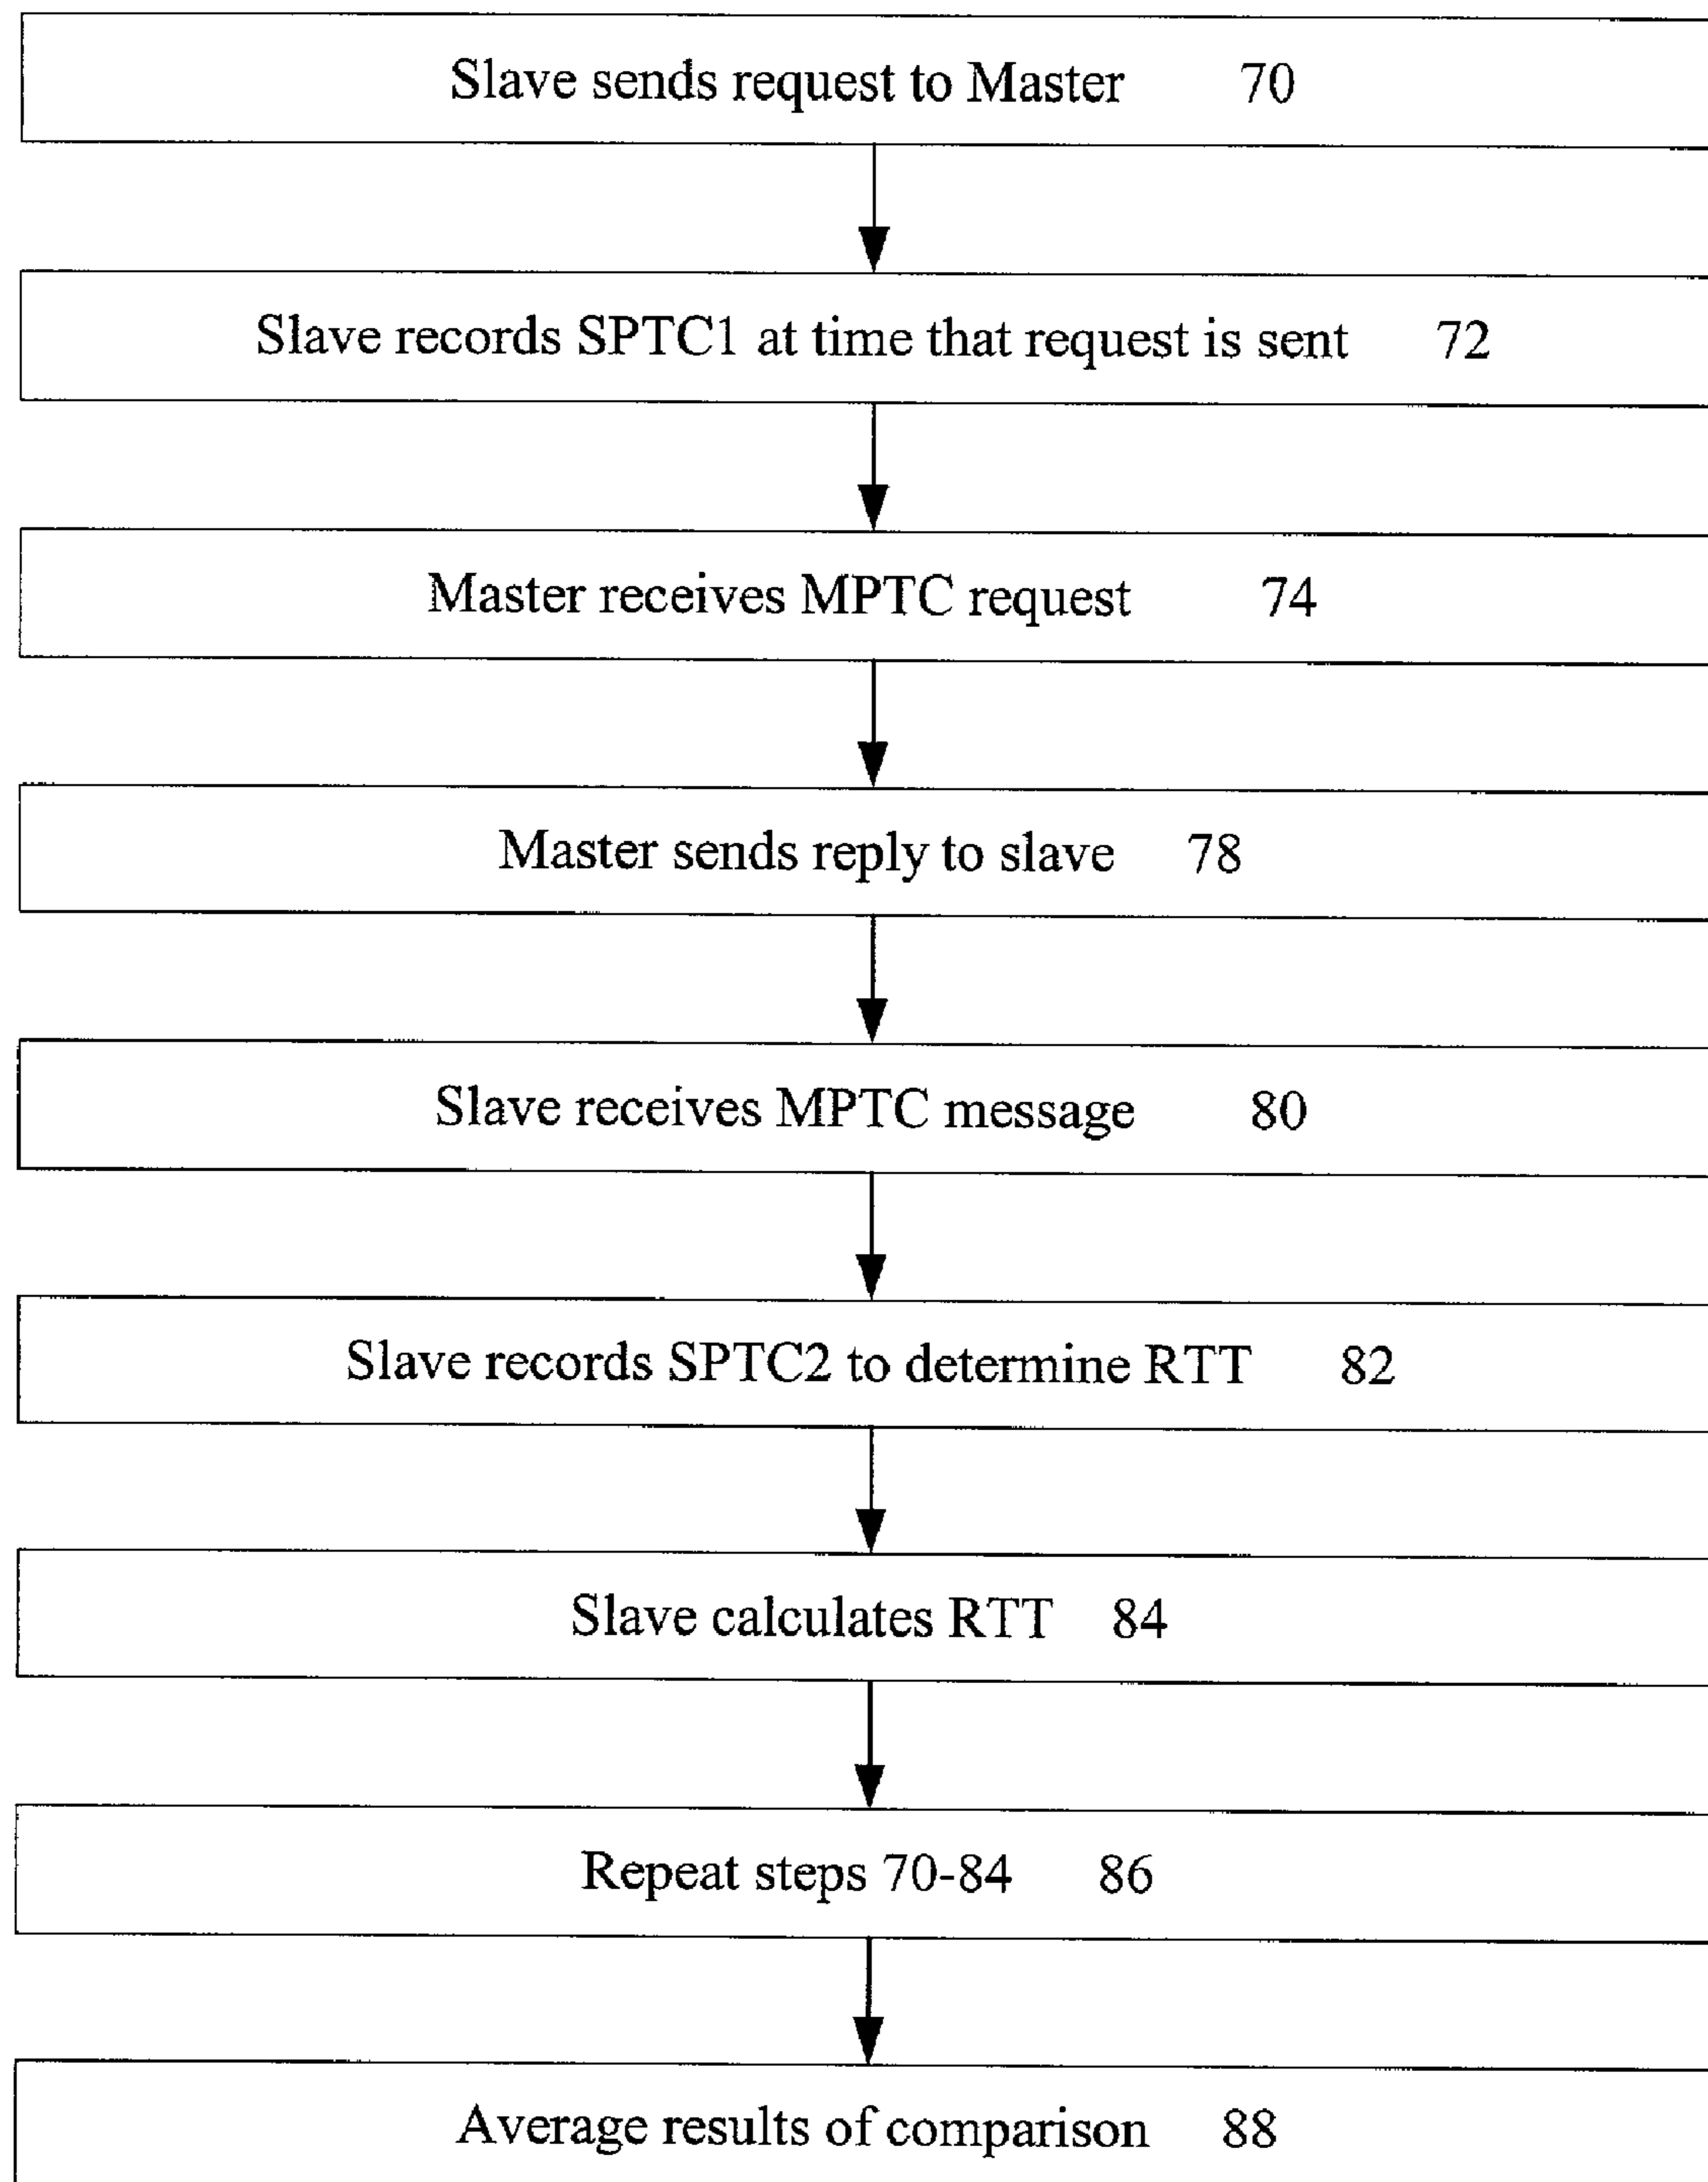 Slave sends request to Master 70
Slave records SPTC1 at time that request is sent 72
Master receives MPTC request 74
Master sends reply to slave 78
Slave receives MPTC message 80
Slave records SPTC2 to determine RTT 82
Slave calculates RTT 84
Repeat steps 70-84 86
Average results of comparison 88